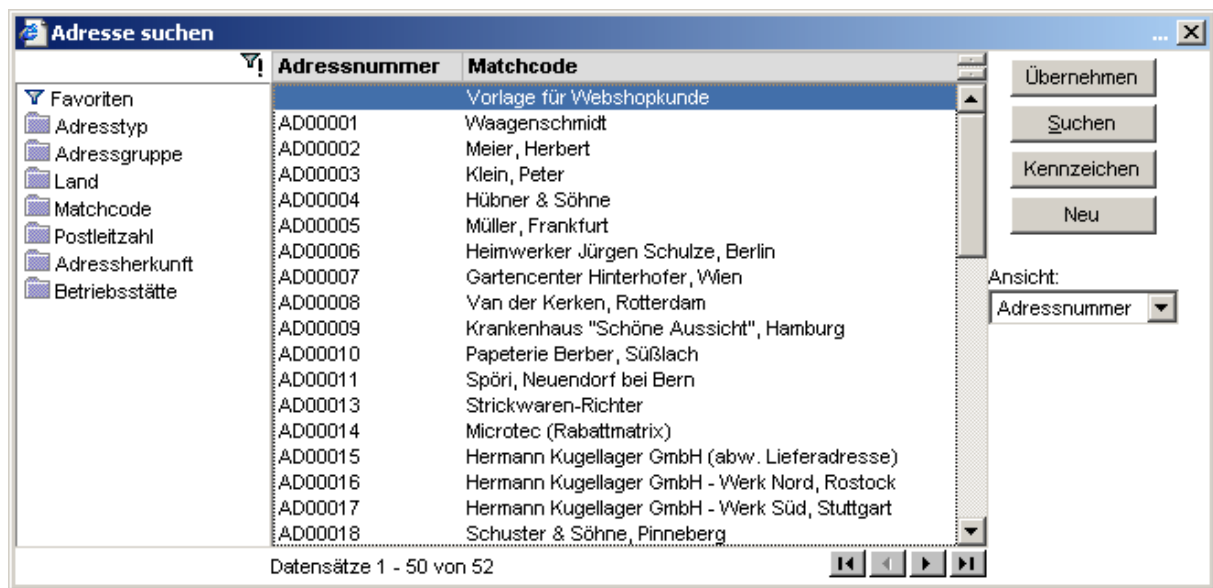 Adresse suchen
...
Adressnummer Matchcode
Favoriten
Adresstyp
Adressgruppe
Land
Matchcode
Postleitzahl
Adressherkunft
Betriebsstätte
Vorlage für Webshopkunde
AD00001 Waagenschmidt
AD00002 Meier, Herbert
AD00003 Klein, Peter
AD00004 Hübner & Söhne
AD00005 Müller, Frankfurt
AD00006 Heimwerker Jürgen Schulze, Berlin
AD00007 Gartencenter Hinterhofer, Wien
AD00008 Van der Kerken, Rotterdam
AD00009 Krankenhaus "Schöne Aussicht", Hamburg
AD00010 Papeterie Berber, Süßlach
AD00011 Spöri, Neuendorf bei Bern
AD00013 Strickwaren-Richter
AD00014 Microtec (Rabattmatrix)
AD00015 Hermann Kugellager GmbH (abw. Lieferadresse)
AD00016 Hermann Kugellager GmbH - Werk Nord, Rostock
AD00017 Hermann Kugellager GmbH - Werk Süd, Stuttgart
AD00018 Schuster & Söhne, Pinneberg
Datensätze 1 - 50 von 52
Übernehmen
Suchen
Kennzeichen
Neu
Ansicht:
Adressnummer